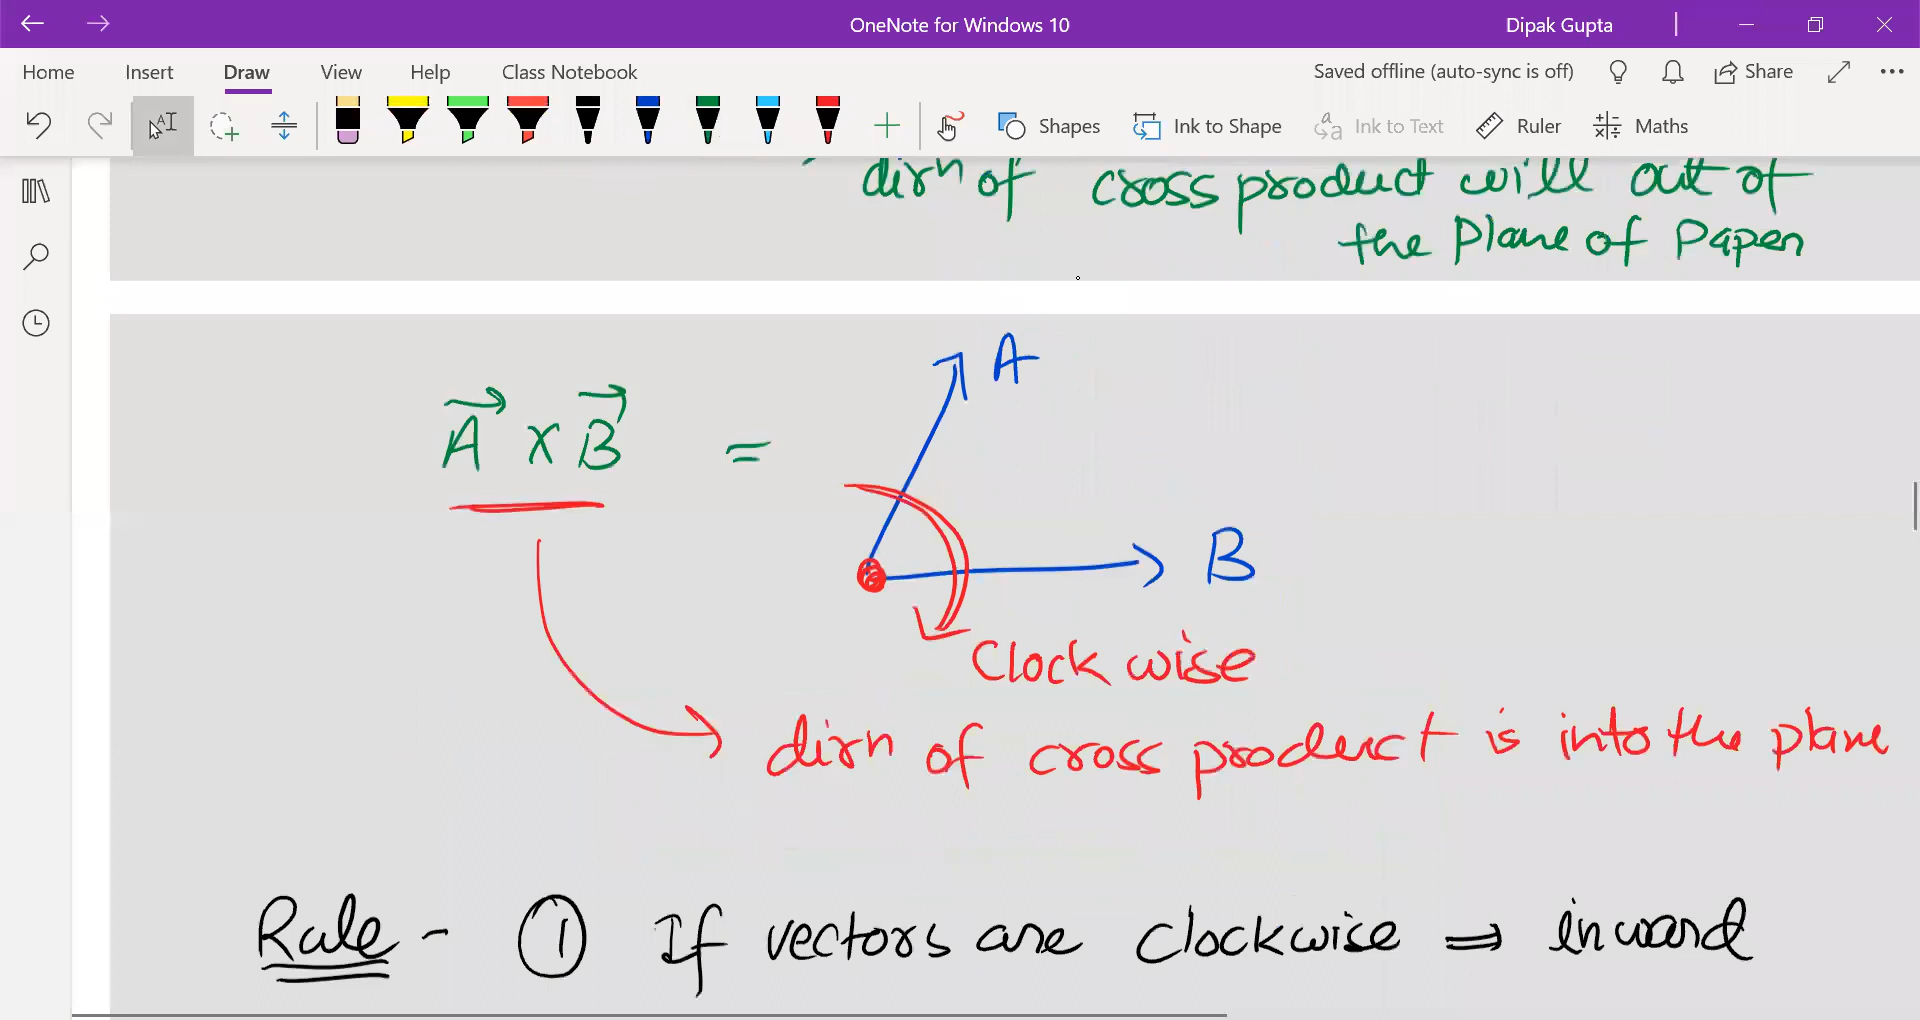 OneNote for Windows 10
Dipak Gupta
Home Insert Draw View Help Class Notebook
Saved offline (auto-sync is off) Share
Shapes Ink to Shape Ink to Text Ruler Maths
dirn of cross product will out of
the plane of Paper
A
A x B =
B
Clockwise
dirn of cross product is into the plane
Rule - ① If vectors are clockwise ⇒ inward